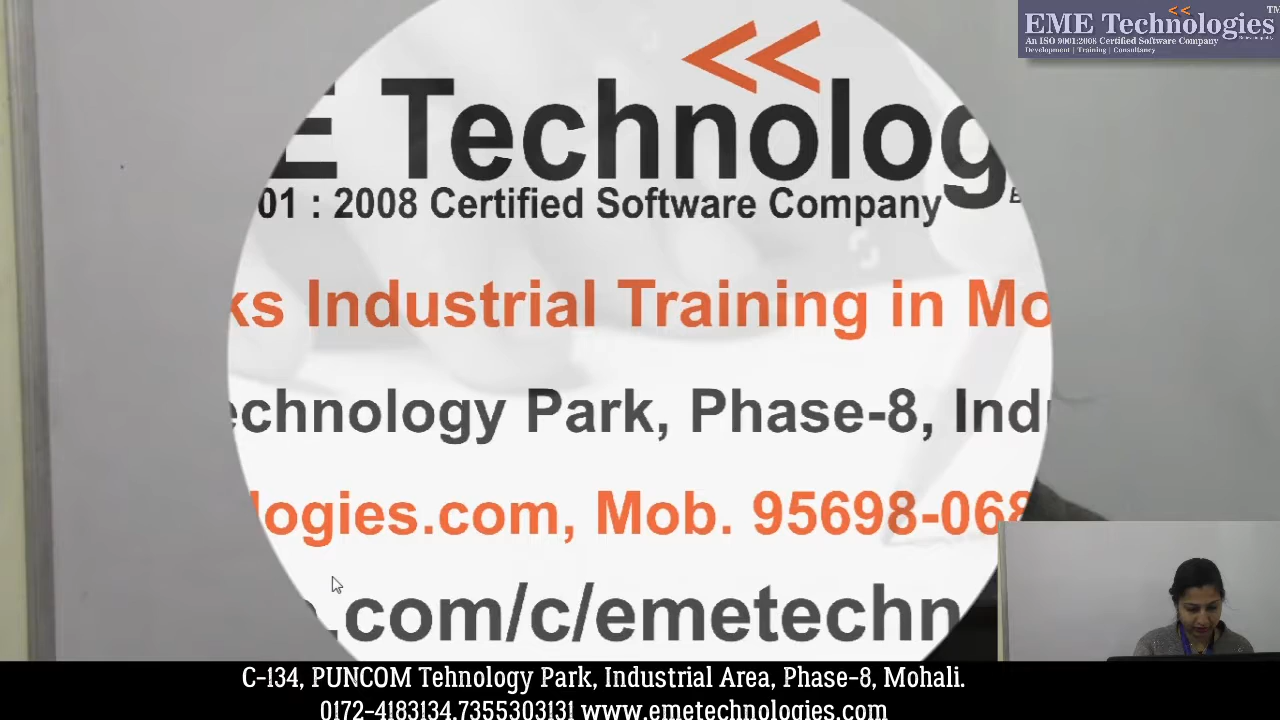 EME Technologies TM
An ISO 9001:2008 Certified Software Company
Development | Training | Consultancy
E Technolog
01 : 2008 Certified Software Company
ks Industrial Training in Mo
echnology Park, Phase-8, Ind
logies.com, Mob. 95698-068
.com/c/emetechn
C-134, PUNCOM Tehnology Park, Industrial Area, Phase-8, Mohali.
0172-4183134,7355303131 www.emetechnologies.com